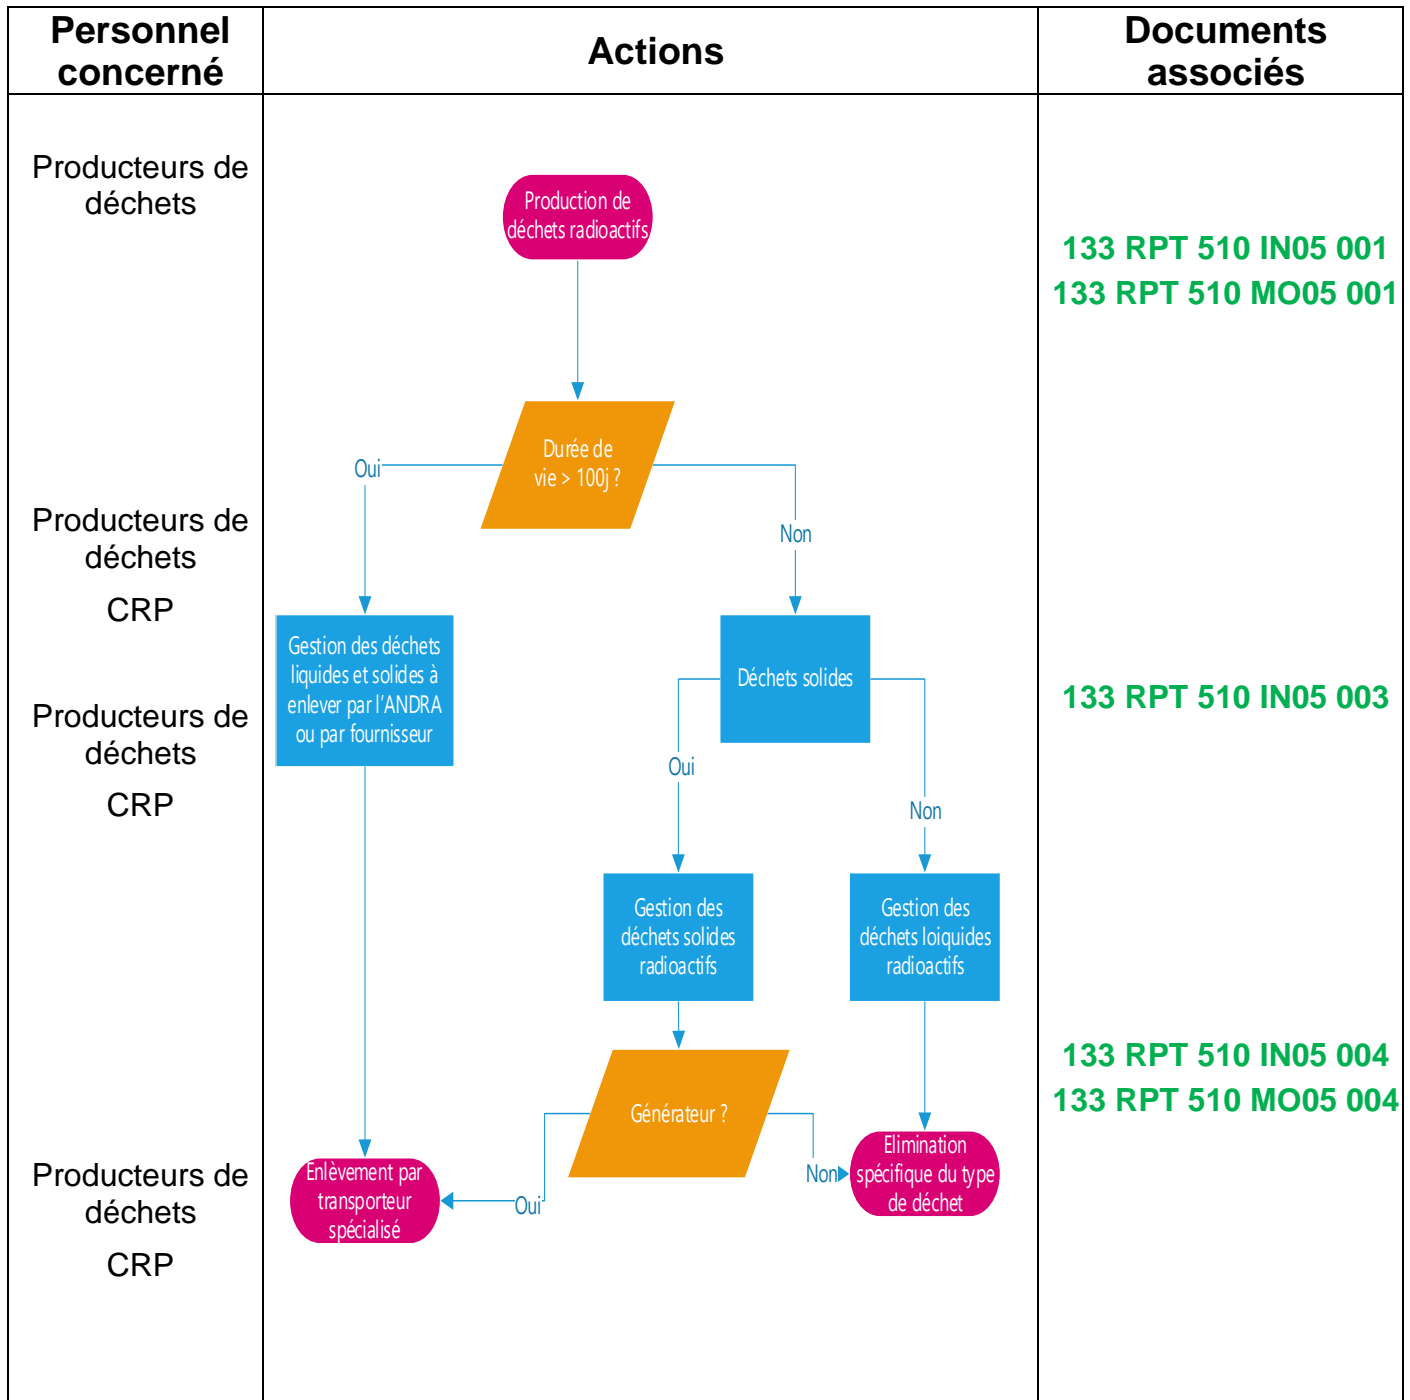 Personnel
concerné
Actions
Documents
associés
Producteurs de
déchets
Production de
déchets radioactifs
133 RPT 510 IN05 001
133 RPT 510 MO05 001
Durée de
vie > 100j ?
Oui
Non
Producteurs de
déchets
CRP
Gestion des déchets
liquides et solides à
enlever par l'ANDRA
ou par fournisseur
Déchets solides
133 RPT 510 IN05 003
Producteurs de
déchets
CRP
Oui
Non
Gestion des
déchets solides
radioactifs
Gestion des
déchets loiquides
radioactifs
133 RPT 510 IN05 004
133 RPT 510 MO05 004
Générateur ?
Oui
Non
Producteurs de
déchets
CRP
Enlèvement par
transporteur
spécialisé
Elimination
spécifique du type
de déchet